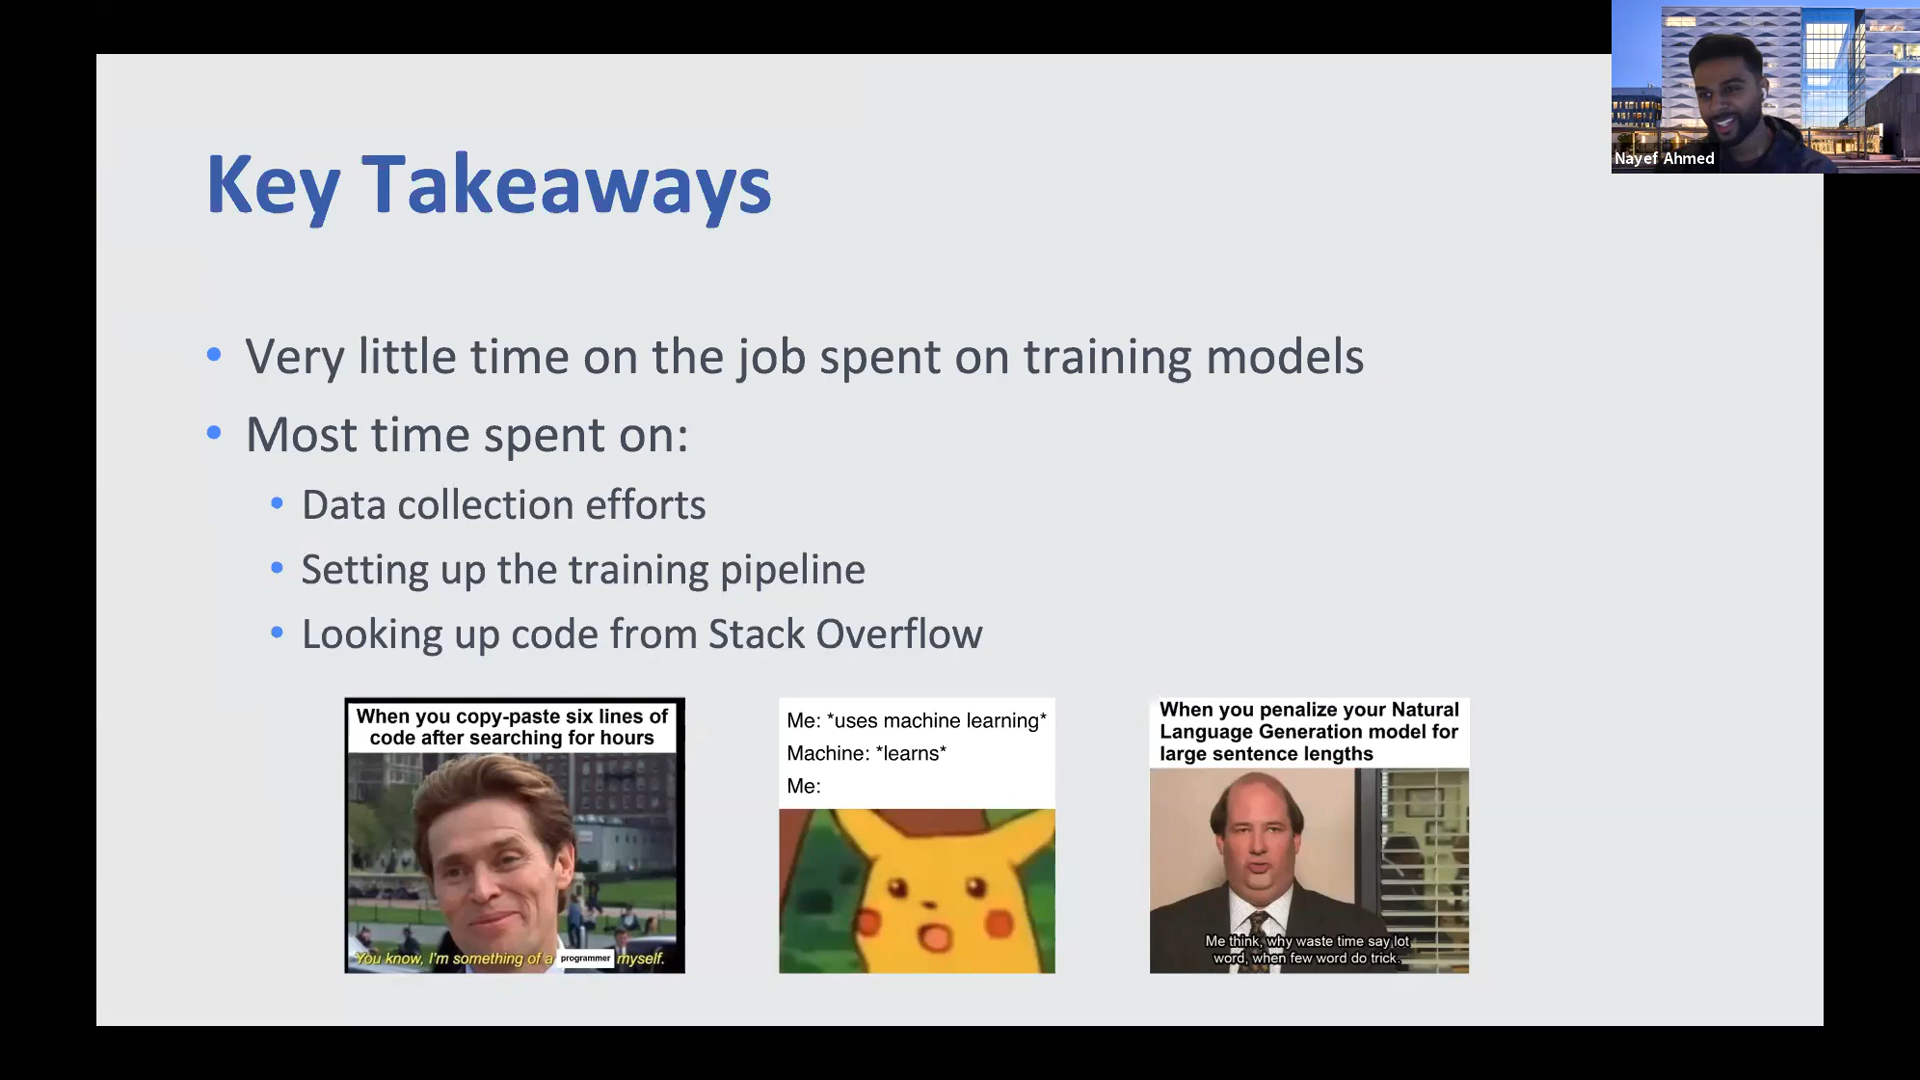 Nayef Ahmed
Key Takeaways
Very little time on the job spent on training models
Most time spent on:
Data collection efforts
Setting up the training pipeline
Looking up code from Stack Overflow
When you copy-paste six lines of
code after searching for hours
You know, I'm something of a programmer myself.
Me: *uses machine learning*
Machine: *learns*
Me:
When you penalize your Natural
Language Generation model for
large sentence lengths
Me think, why waste time say lot
word, when few word do trick.